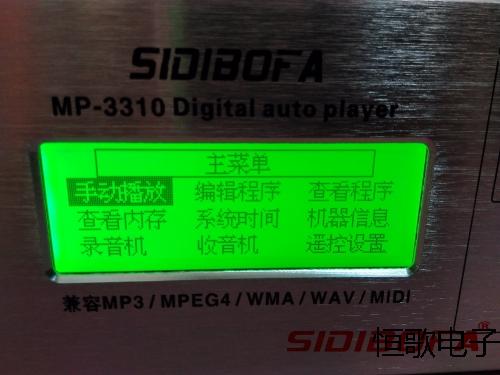 SIDIBOFA
MP-3310 Digital auto player
主菜单
手动播放 编辑程序 查看程序
查看内存 系统时间 机器信息
录音机 收音机 遥控设置
兼容MP3 / MPEG4 / WMA / WAV / MIDI
SIDIBOFA®
恒歌电子